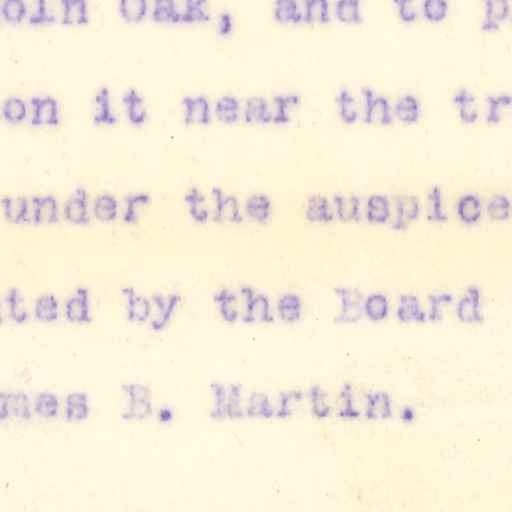 oln Oak, and to p
on it near the tr
under the auspice
ted by the Board
mes B. Martin.